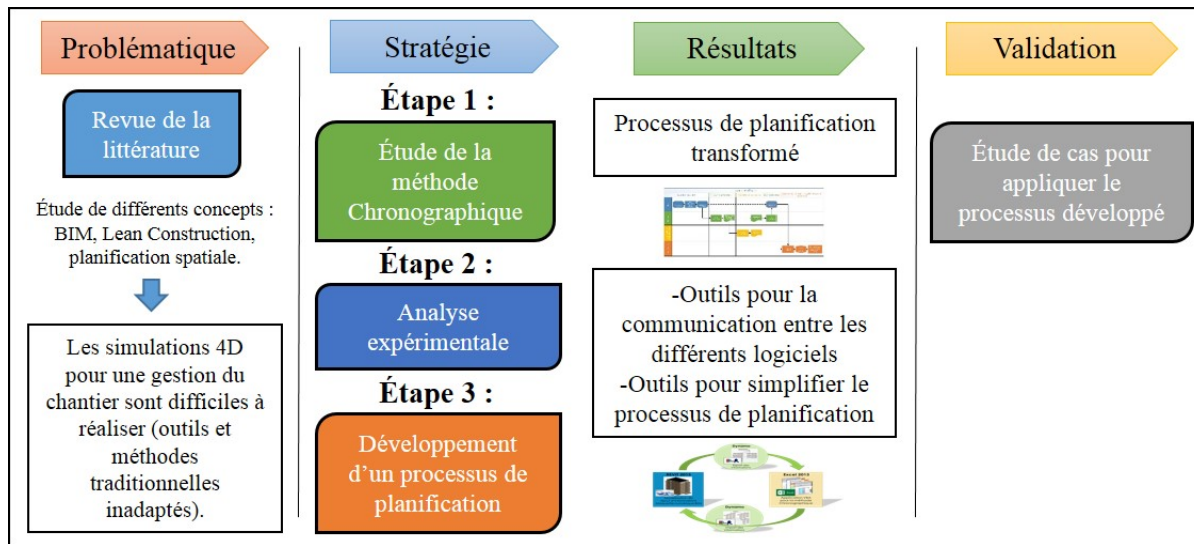 Problématique
Revue de la
littérature
Étude de différents concepts :
BIM, Lean Construction,
planification spatiale.
Les simulations 4D
pour une gestion du
chantier sont difficiles à
réaliser (outils et
méthodes
traditionnelles
inadaptés).
Stratégie
Étape 1 :
Étude de la
méthode
Chronographique
Étape 2 :
Analyse
expérimentale
Étape 3 :
Développement
d’un processus de
planification
Résultats
Processus de planification
transformé
-Outils pour la
communication entre les
différents logiciels
-Outils pour simplifier le
processus de planification
Validation
Étude de cas pour
appliquer le
processus développé